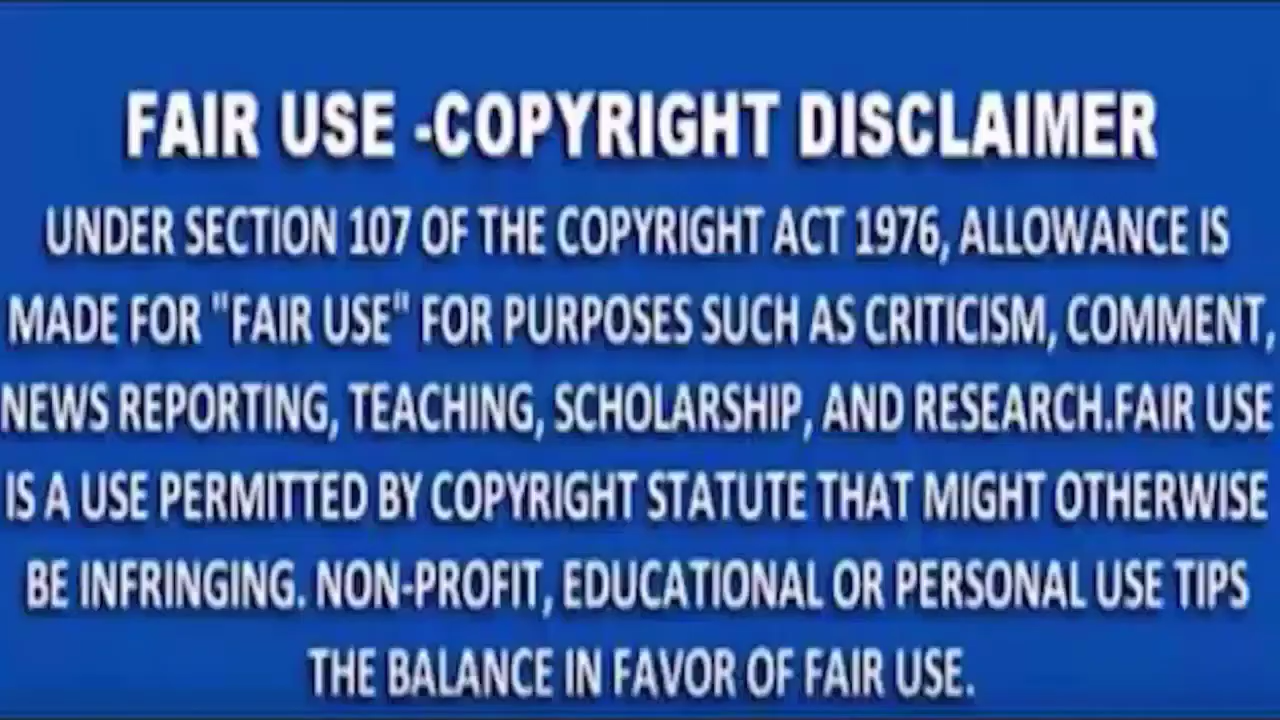 FAIR USE -COPYRIGHT DISCLAIMER
UNDER SECTION 107 OF THE COPYRIGHT ACT 1976, ALLOWANCE IS
MADE FOR "FAIR USE" FOR PURPOSES SUCH AS CRITICISM, COMMENT,
NEWS REPORTING, TEACHING, SCHOLARSHIP, AND RESEARCH.FAIR USE
IS A USE PERMITTED BY COPYRIGHT STATUTE THAT MIGHT OTHERWISE
BE INFRINGING. NON-PROFIT, EDUCATIONAL OR PERSONAL USE TIPS
THE BALANCE IN FAVOR OF FAIR USE.